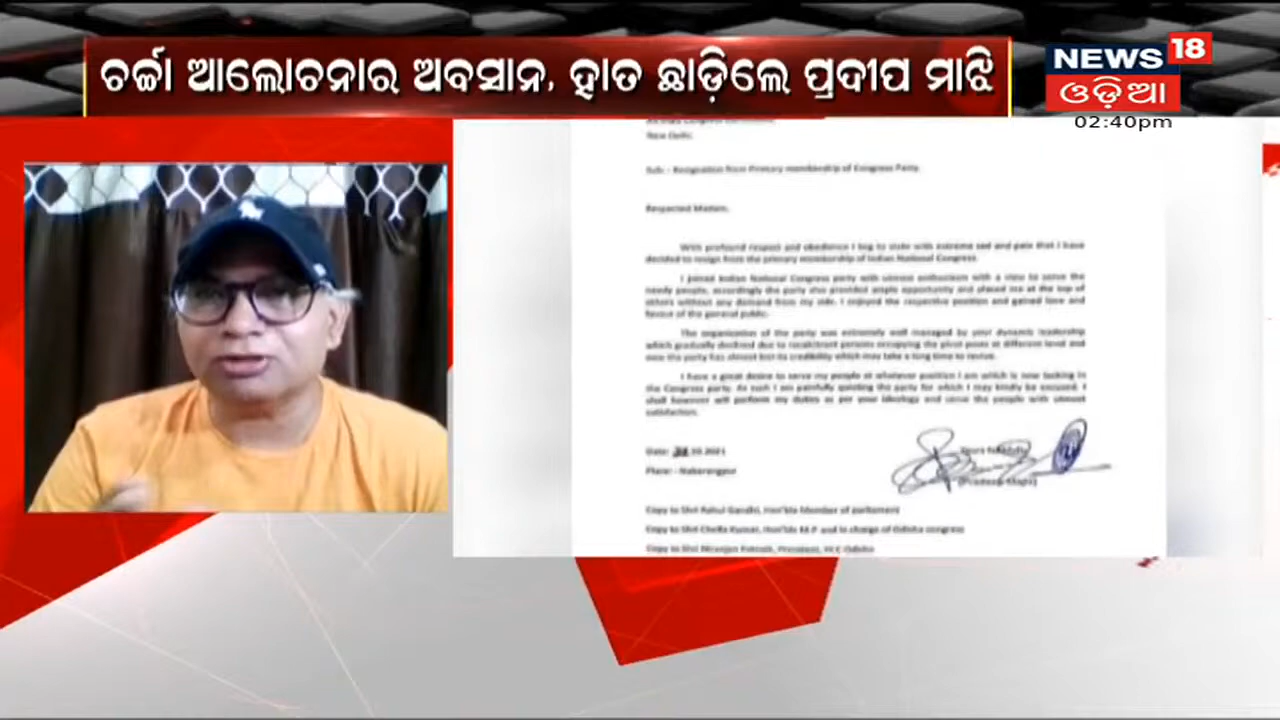 ଚର୍ଚ୍ଚା ଆଲୋଚନାର ଅବସାନ, ହାତ ଛାଡ଼ିଲେ ପ୍ରଦୀପ ମାଝି
NEWS 18
ଓଡ଼ିଆ
02:40pm
New Delhi.
Sub: - Resignation from Primary membership of Congress Party.
Respected Madam,
With profound respect and obedience I beg to state with extreme sad and pain that I have
decided to resign from the primary membership of Indian National Congress.
I joined Indian National Congress party with utmost enthusiasm with a view to serve the
needy people, accordingly the party also provided ample opportunity and placed me at the top of
others without any demand from my side. I enjoyed the respective position and gained love and
favour of the general public.
The organization of the party was extremely well managed by your dynamic leadership
which gradually declined due to recalcitrant persons occupying the pivot posts at different level and
now the party has almost lost its credibility which may take a long time to revive.
I have a great desire to serve my people at whatever position I am which is now lacking in
the Congress party. As such I am painfully quitting the party for which I may kindly be excused. I
shall however will perform my duties as per your ideology and serve the people with utmost
satisfaction.
Date: .10.2021
Place: - Nabarangpur
(Pradeep Majhi)
Copy to Shri Rahul Gandhi, Hon'ble Member of parliament
Copy to Shri Chella Kumar, Hon'ble M.P and in charge of Odisha congress
Copy to Shri Niranjan Patnaik, President, PCC Odisha